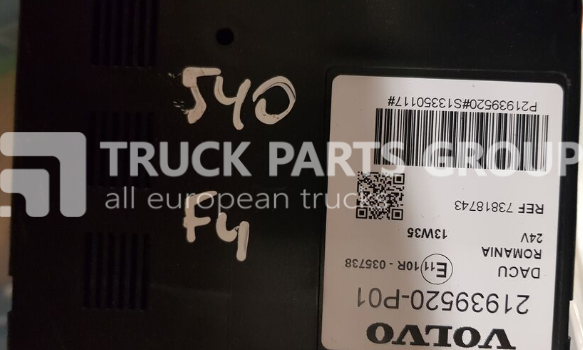 540
F4
TRUCK PARTS GROUP
all european trucks
VOLVO
21939520-P01
DACU
ROMANIA
24V
E11 10R - 035738
13W35
REF 73818743
P21939520#S13350117#